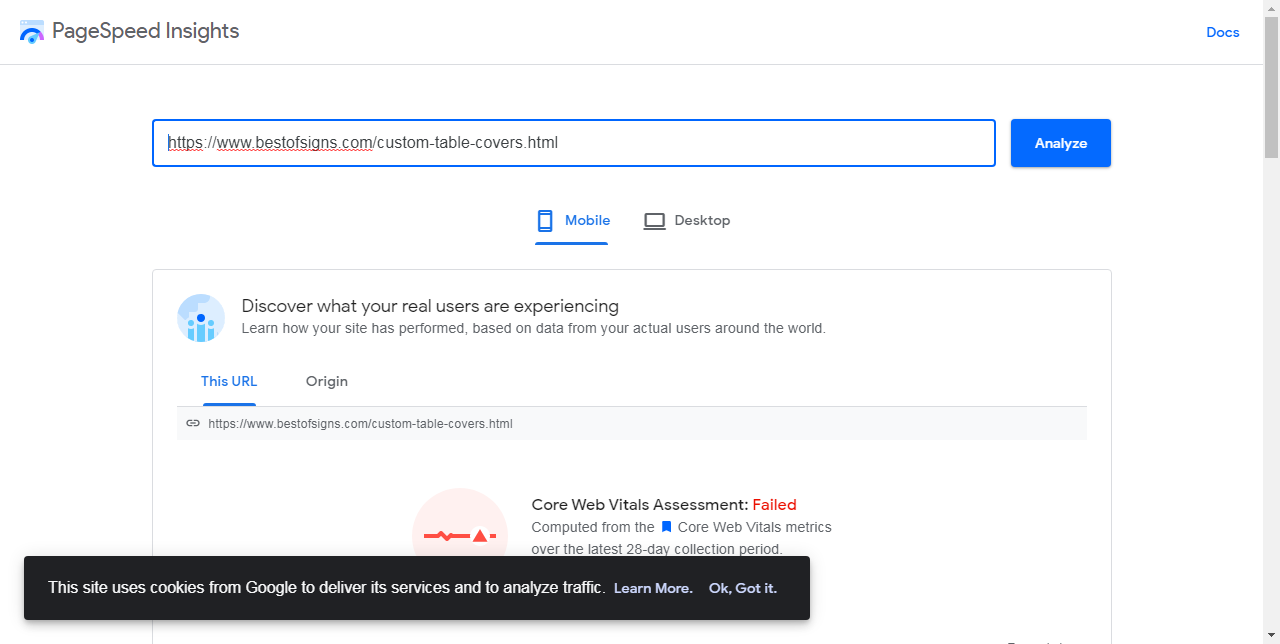 PageSpeed Insights
Docs
https://www.bestofsigns.com/custom-table-covers.html
Analyze
Mobile
Desktop
Discover what your real users are experiencing
Learn how your site has performed, based on data from your actual users around the world.
This URL
Origin
https://www.bestofsigns.com/custom-table-covers.html
Core Web Vitals Assessment: Failed
Computed from the Core Web Vitals metrics
over the latest 28-day collection period.
This site uses cookies from Google to deliver its services and to analyze traffic. Learn More. Ok, Got it.